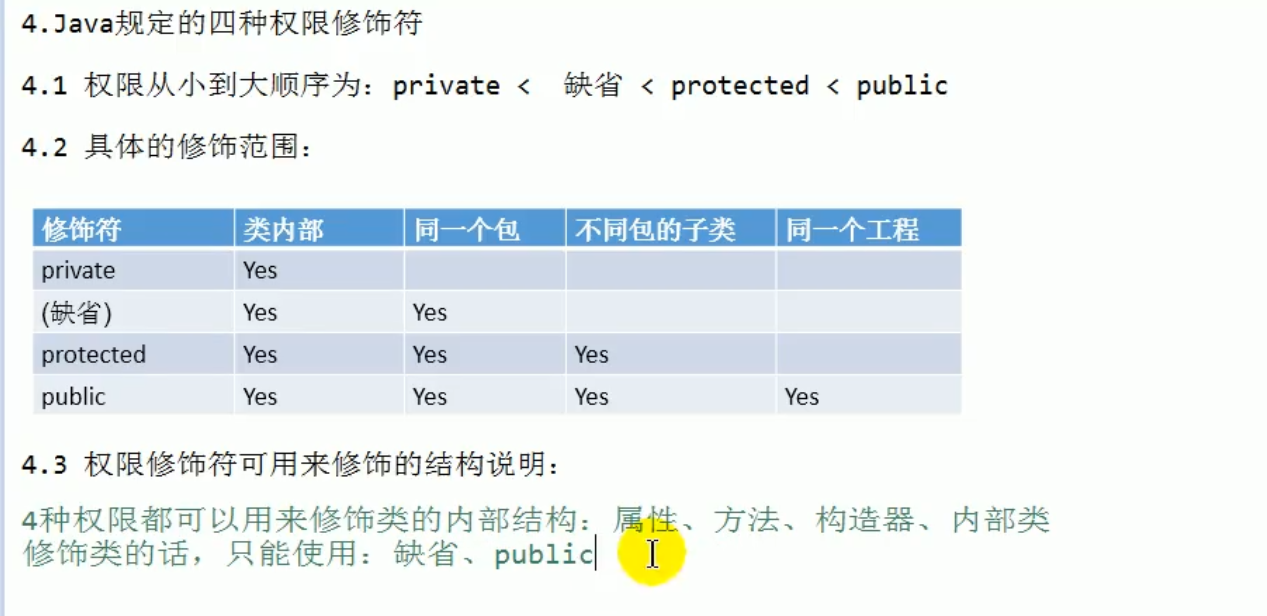 4.Java规定的四种权限修饰符
4.1 权限从小到大顺序为：private < 缺省 < protected < public
4.2 具体的修饰范围：
修饰符 类内部 同一个包 不同包的子类 同一个工程
private Yes
(缺省) Yes Yes
protected Yes Yes Yes
public Yes Yes Yes Yes
4.3 权限修饰符可用来修饰的结构说明：
4种权限都可以用来修饰类的内部结构：属性、方法、构造器、内部类
修饰类的话，只能使用：缺省、public